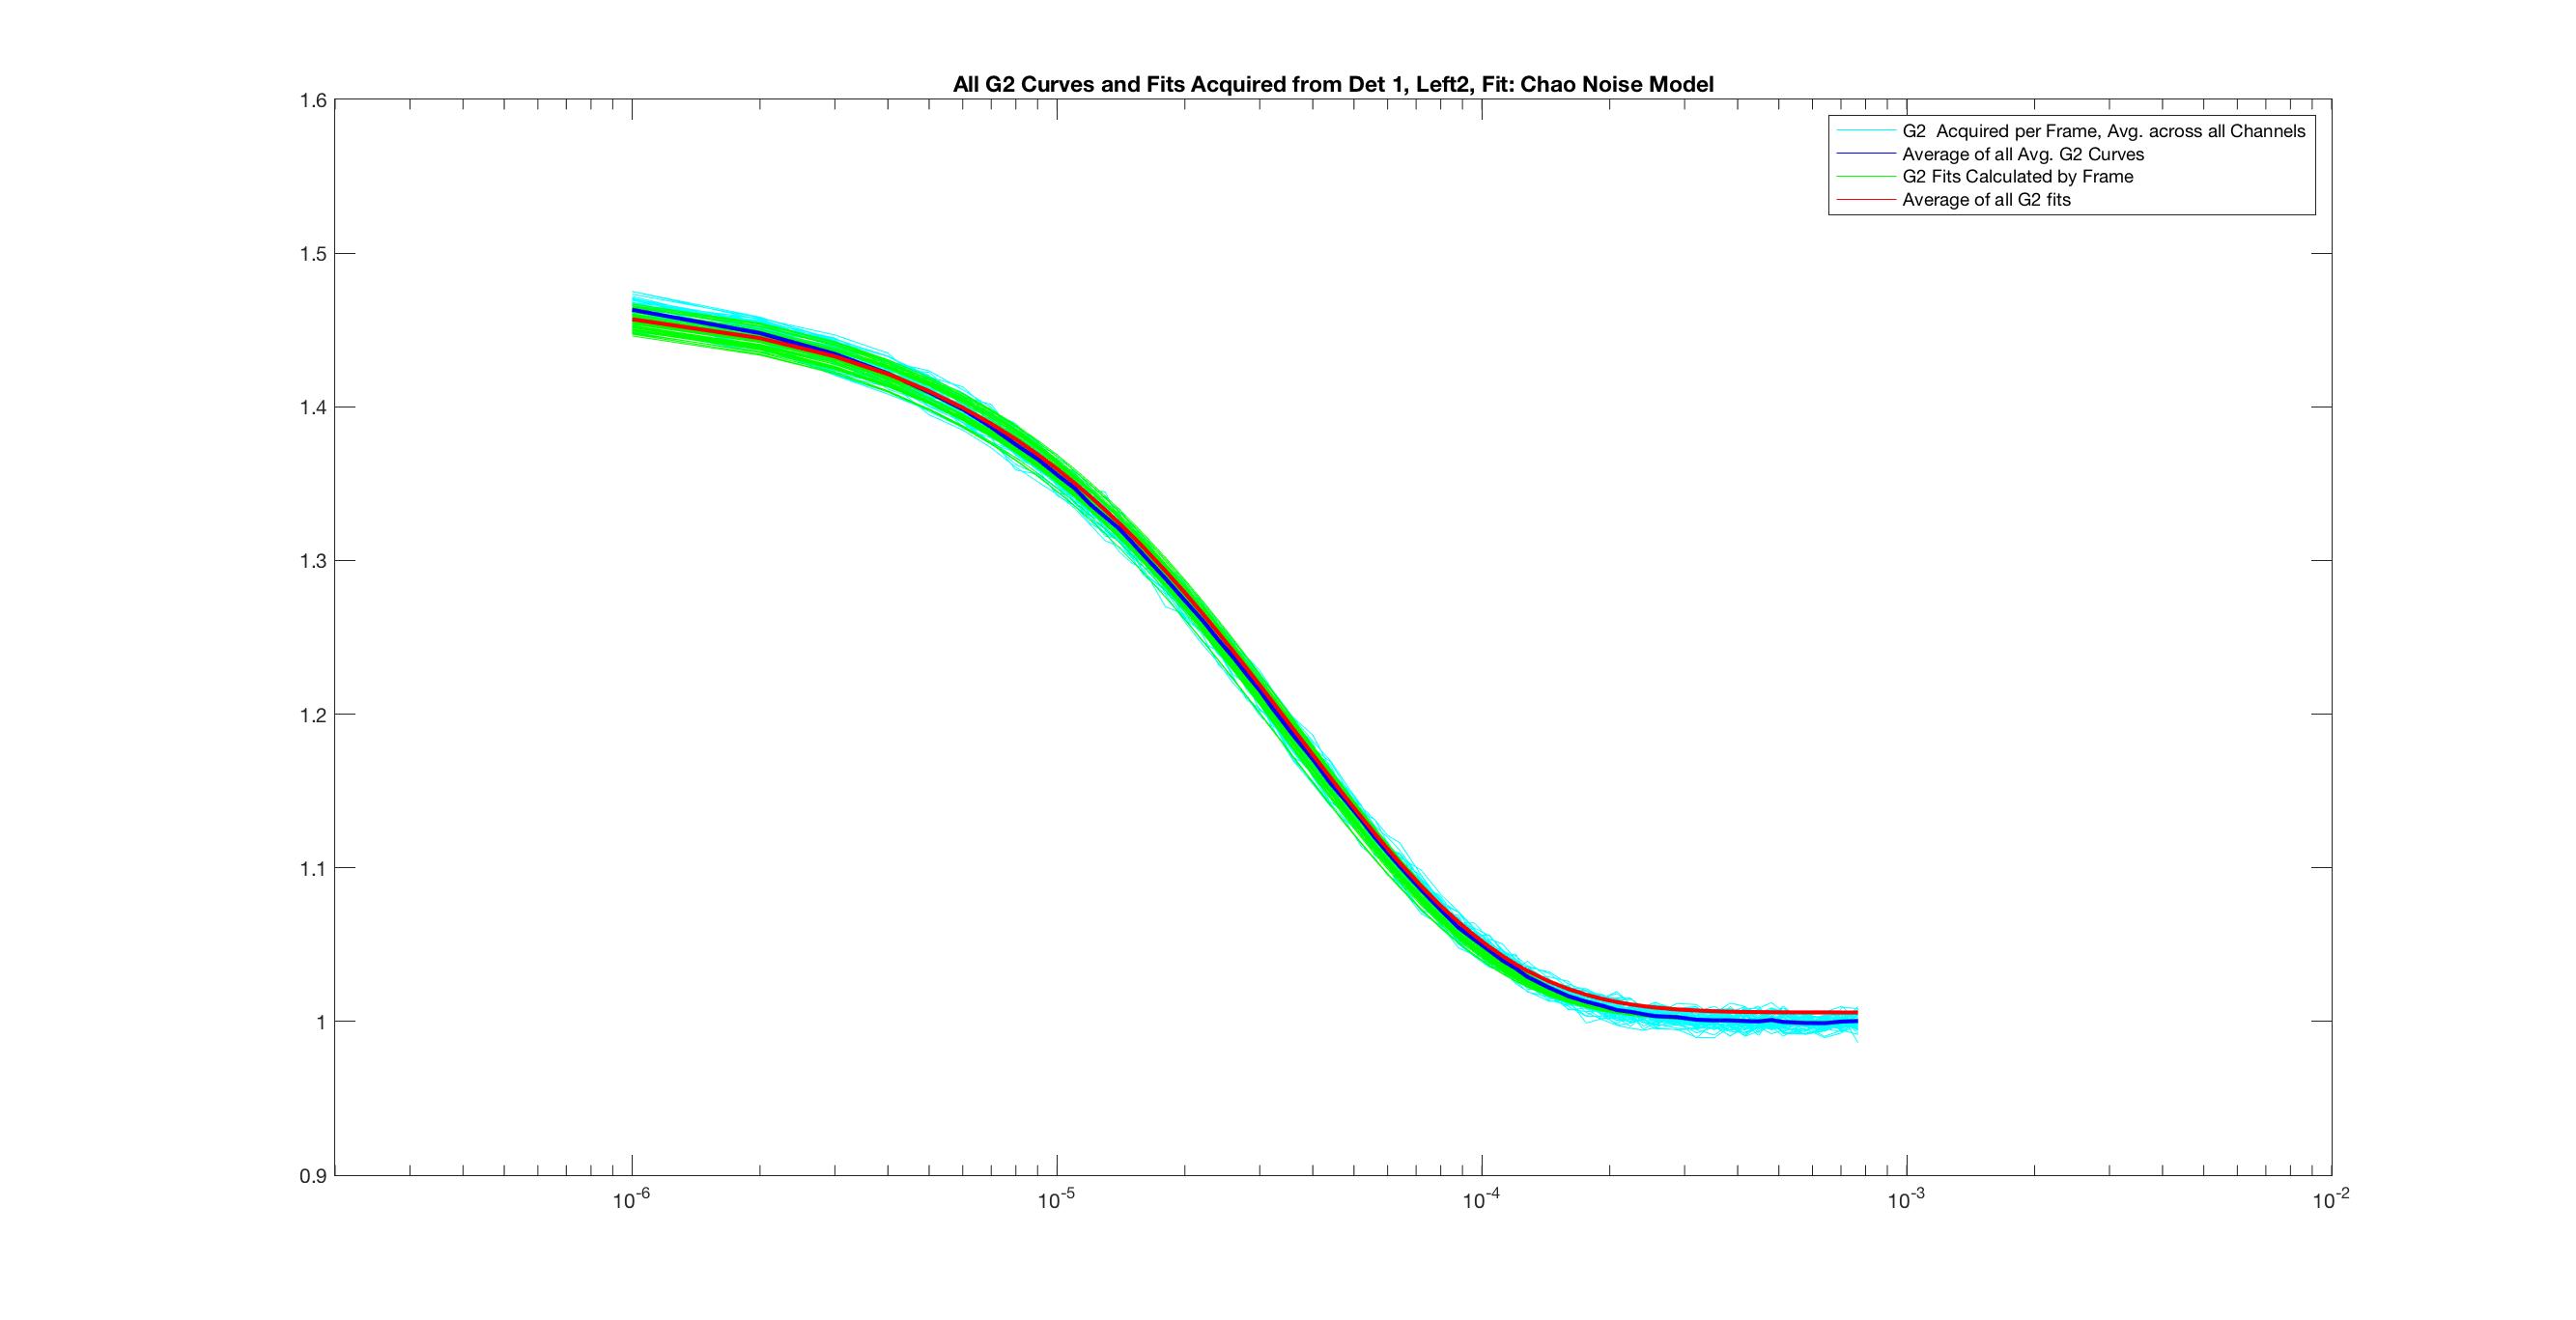 All G2 Curves and Fits Acquired from Det 1, Left2, Fit: Chao Noise Model
1.6
G2  Acquired per Frame, Avg. across all Channels
Average of all Avg. G2 Curves
G2 Fits Calculated by Frame
Average of all G2 fits
1.5
1.4
1.3
1.2
1.1
1
0.9
10-6 10-5 10-4 10-3 10-2